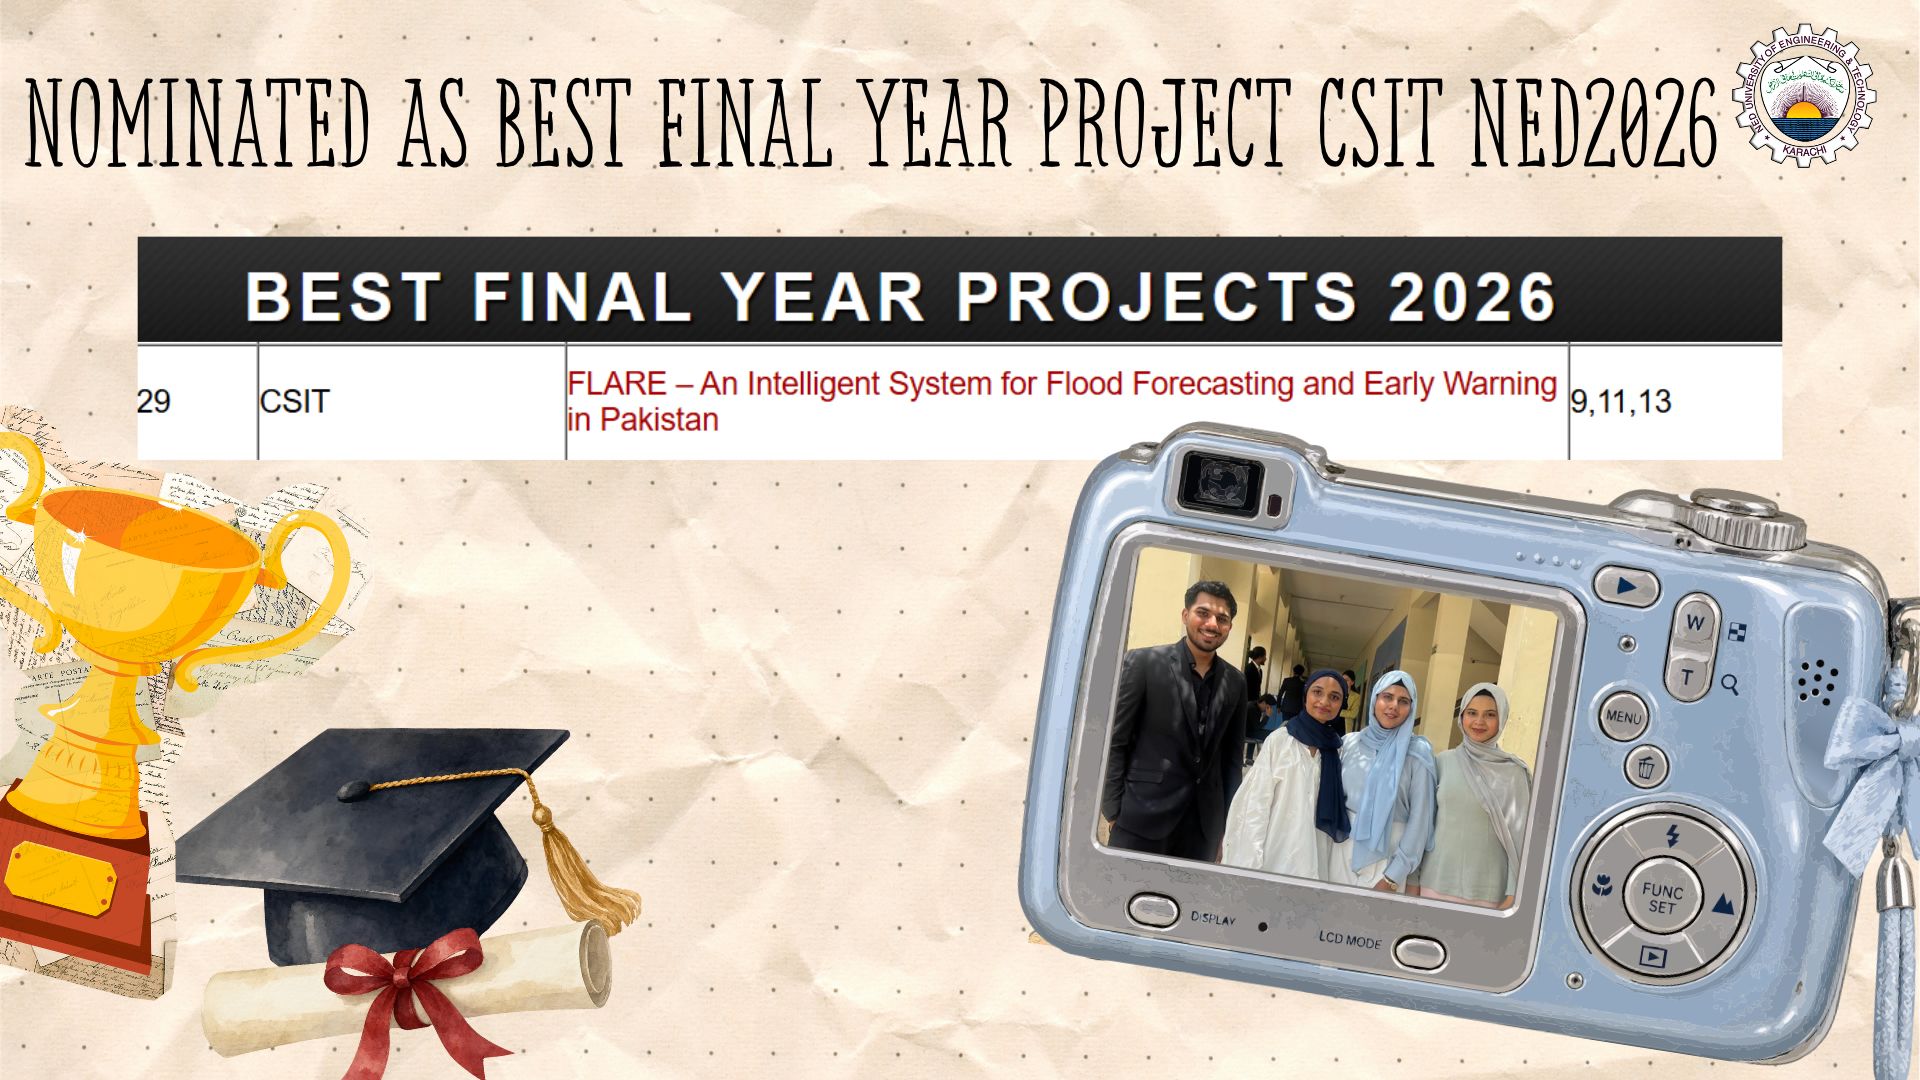 NOMINATED AS BEST FINAL YEAR PROJECT CSIT NED2026
NED UNIVERSITY OF ENGINEERING & TECHNOLOGY
KARACHI
BEST FINAL YEAR PROJECTS 2026
29
CSIT
FLARE – An Intelligent System for Flood Forecasting and Early Warning
in Pakistan
9,11,13
W
T
MENU
FUNC
SET
DISPLAY
LCD MODE
CARTE POSTALE